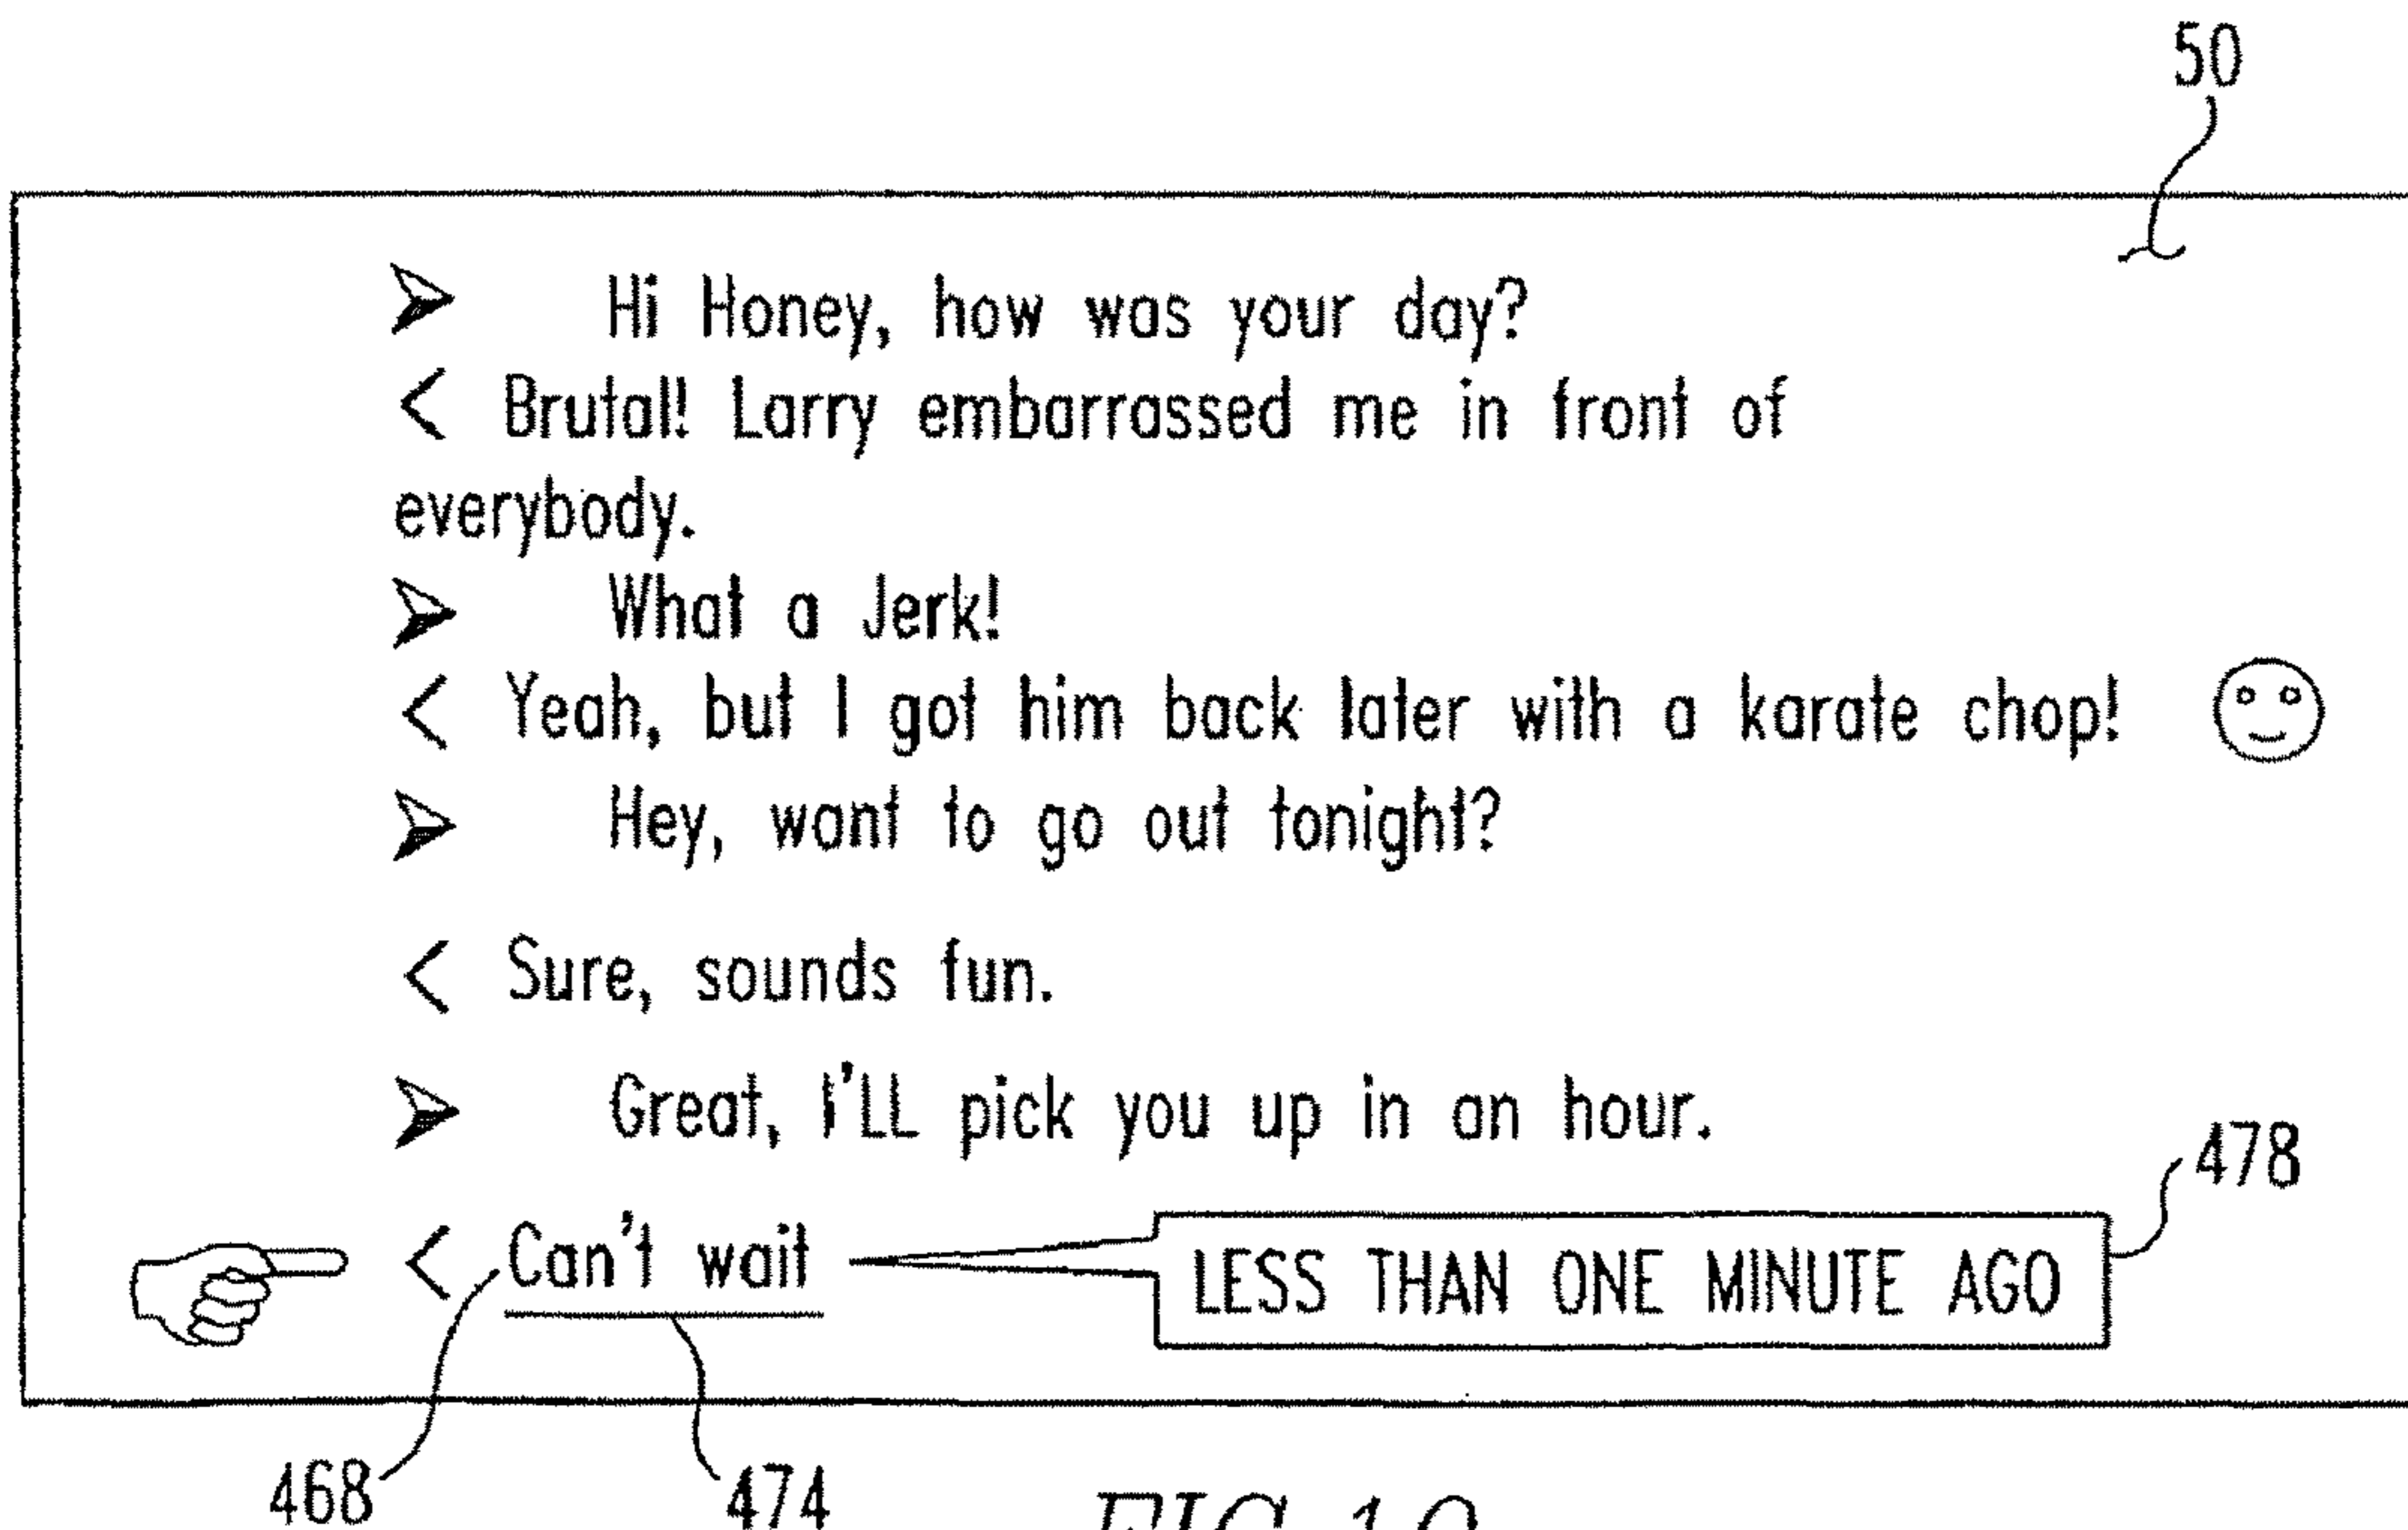 50
➢ Hi Honey, how was your day?
< Brutal! Larry embarrassed me in front of
everybody.
➢ What a Jerk!
< Yeah, but I got him back later with a karate chop!
➢ Hey, want to go out tonight?
< Sure, sounds fun.
➢ Great, I'LL pick you up in an hour.
478
< Can't wait LESS THAN ONE MINUTE AGO
468 474